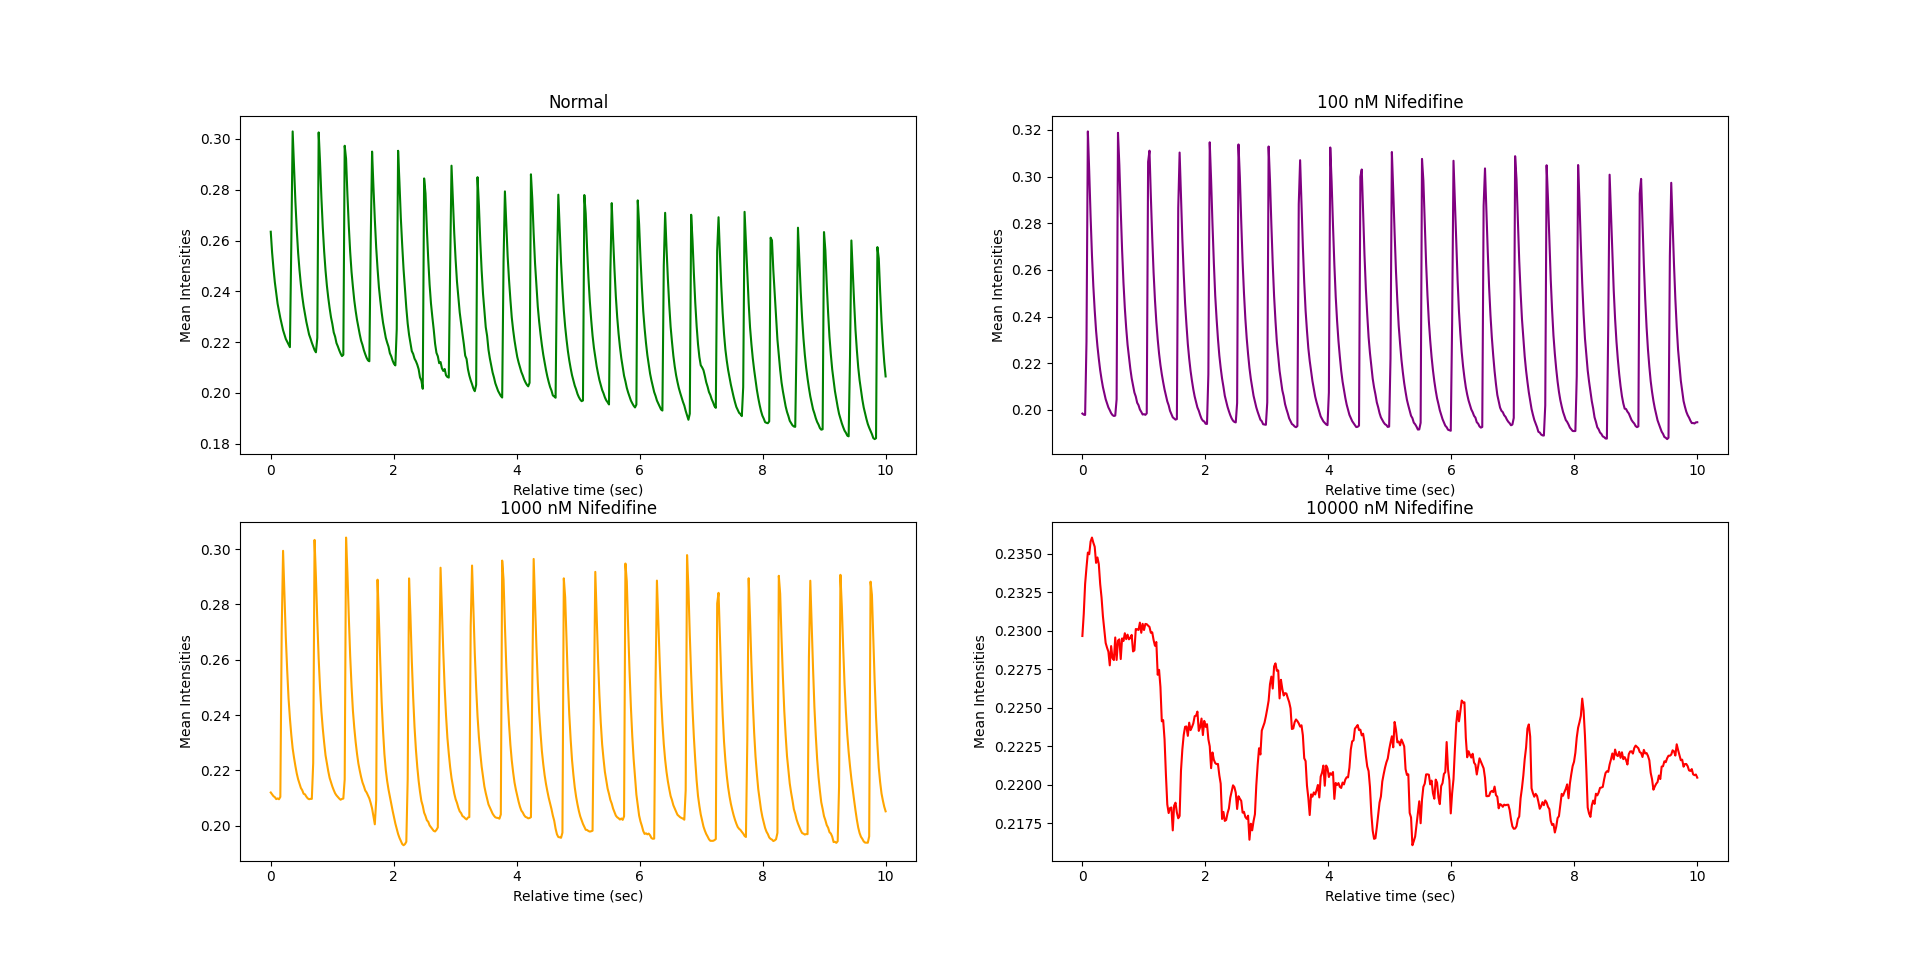 Normal
0.30
0.28
0.26
0.24
0.22
0.20
0.18
Mean Intensities
0 2 4 6 8 10
Relative time (sec)
100 nM Nifedifine
0.32
0.30
0.28
0.26
0.24
0.22
0.20
Mean Intensities
0 2 4 6 8 10
Relative time (sec)
1000 nM Nifedifine
0.30
0.28
0.26
0.24
0.22
0.20
Mean Intensities
0 2 4 6 8 10
Relative time (sec)
10000 nM Nifedifine
0.2350
0.2325
0.2300
0.2275
0.2250
0.2225
0.2200
0.2175
Mean Intensities
0 2 4 6 8 10
Relative time (sec)